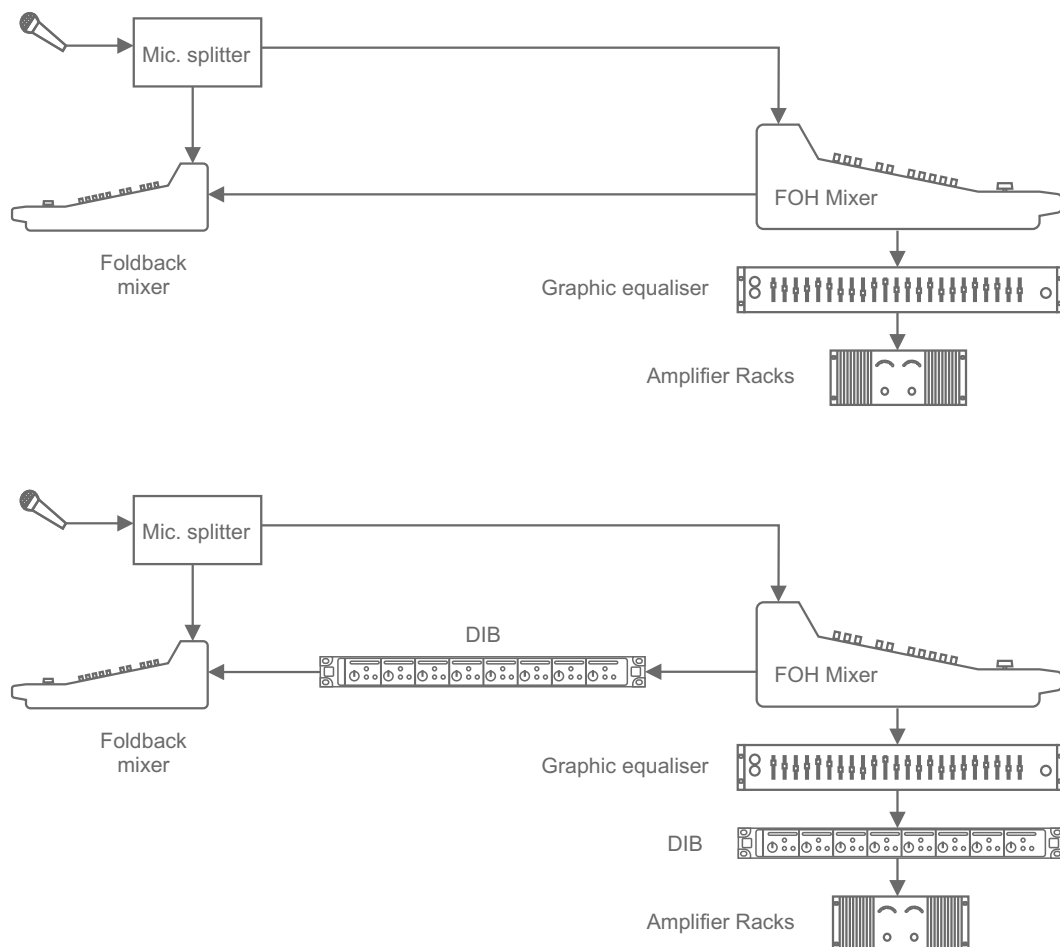 Mic. splitter
FOH Mixer
Foldback
mixer
Graphic equaliser
Amplifier Racks
Mic. splitter
DIB
FOH Mixer
Foldback
mixer
Graphic equaliser
DIB
Amplifier Racks